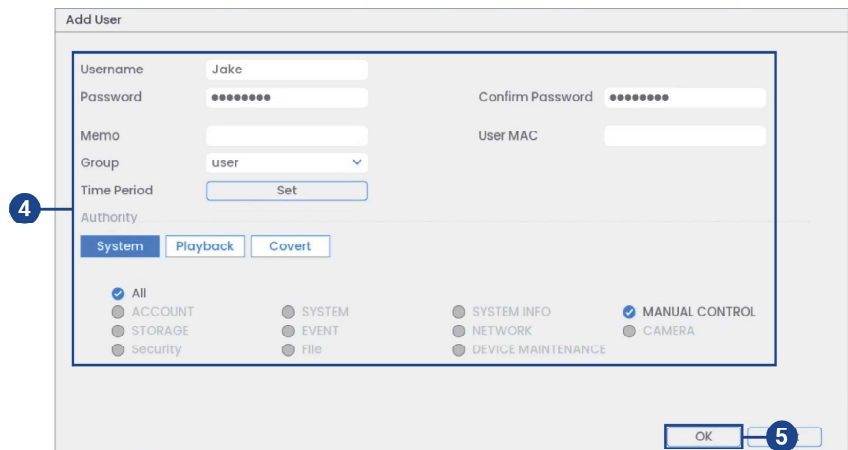 Add User
Username Jake
Password ●●●●●●●● Confirm Password ●●●●●●●●
Memo User MAC
Group user
Time Period Set
4
Authority
System Playback Covert
All
ACCOUNT SYSTEM SYSTEM INFO MANUAL CONTROL
STORAGE EVENT NETWORK CAMERA
Security File DEVICE MAINTENANCE
OK 5